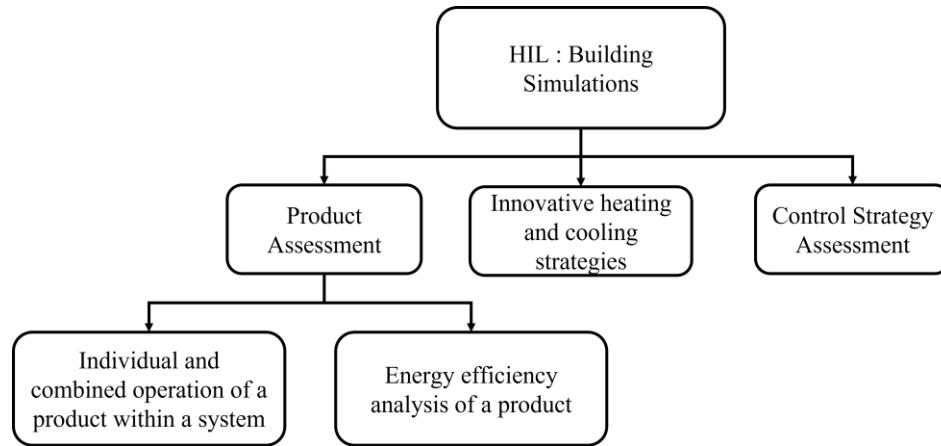 HIL : Building
Simulations
Product
Assessment
Innovative heating
and cooling
strategies
Control Strategy
Assessment
Individual and
combined operation of a
product within a system
Energy efficiency
analysis of a product